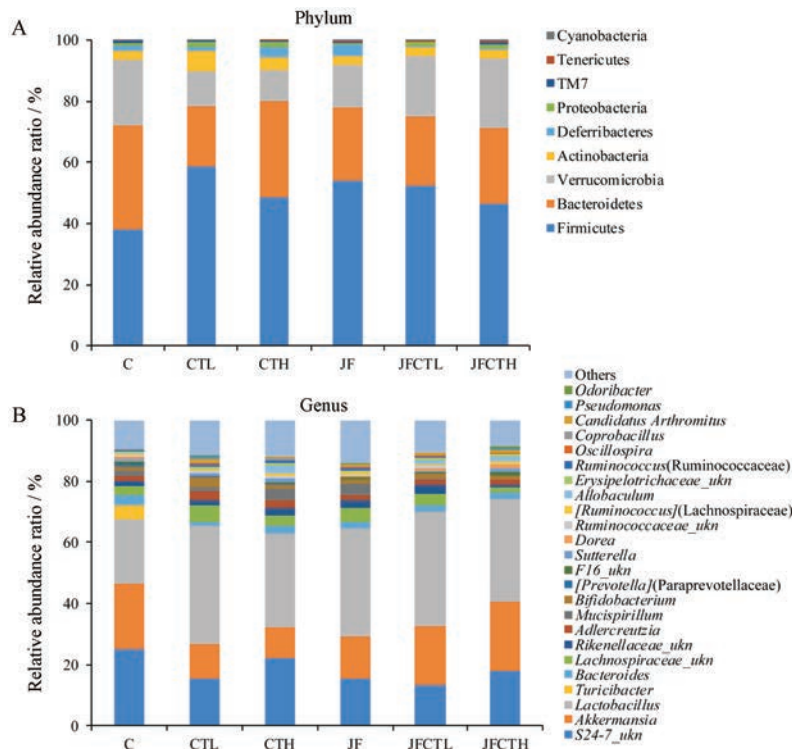 A
Phylum
Relative abundance ratio / %
100
80
60
40
20
0
C CTL CTH JF JFCTL JFCTH
Cyanobacteria
Tenericutes
TM7
Proteobacteria
Deferribacteres
Actinobacteria
Verrucomicrobia
Bacteroidetes
Firmicutes
B
Genus
Relative abundance ratio / %
100
80
60
40
20
0
C CTL CTH JF JFCTL JFCTH
Others
Odoribacter
Pseudomonas
Candidatus Arthromitus
Coprobacillus
Oscillospira
Ruminococcus(Ruminococcaceae)
Erysipelotrichaceae_ukn
Allobaculum
[Ruminococcus](Lachnospiraceae)
Ruminococcaceae_ukn
Dorea
Sutterella
F16_ukn
[Prevotella](Paraprevotellaceae)
Bifidobacterium
Mucispirillum
Adlercreutzia
Rikenellaceae_ukn
Lachnospiraceae_ukn
Bacteroides
Turicibacter
Lactobacillus
Akkermansia
S24-7_ukn